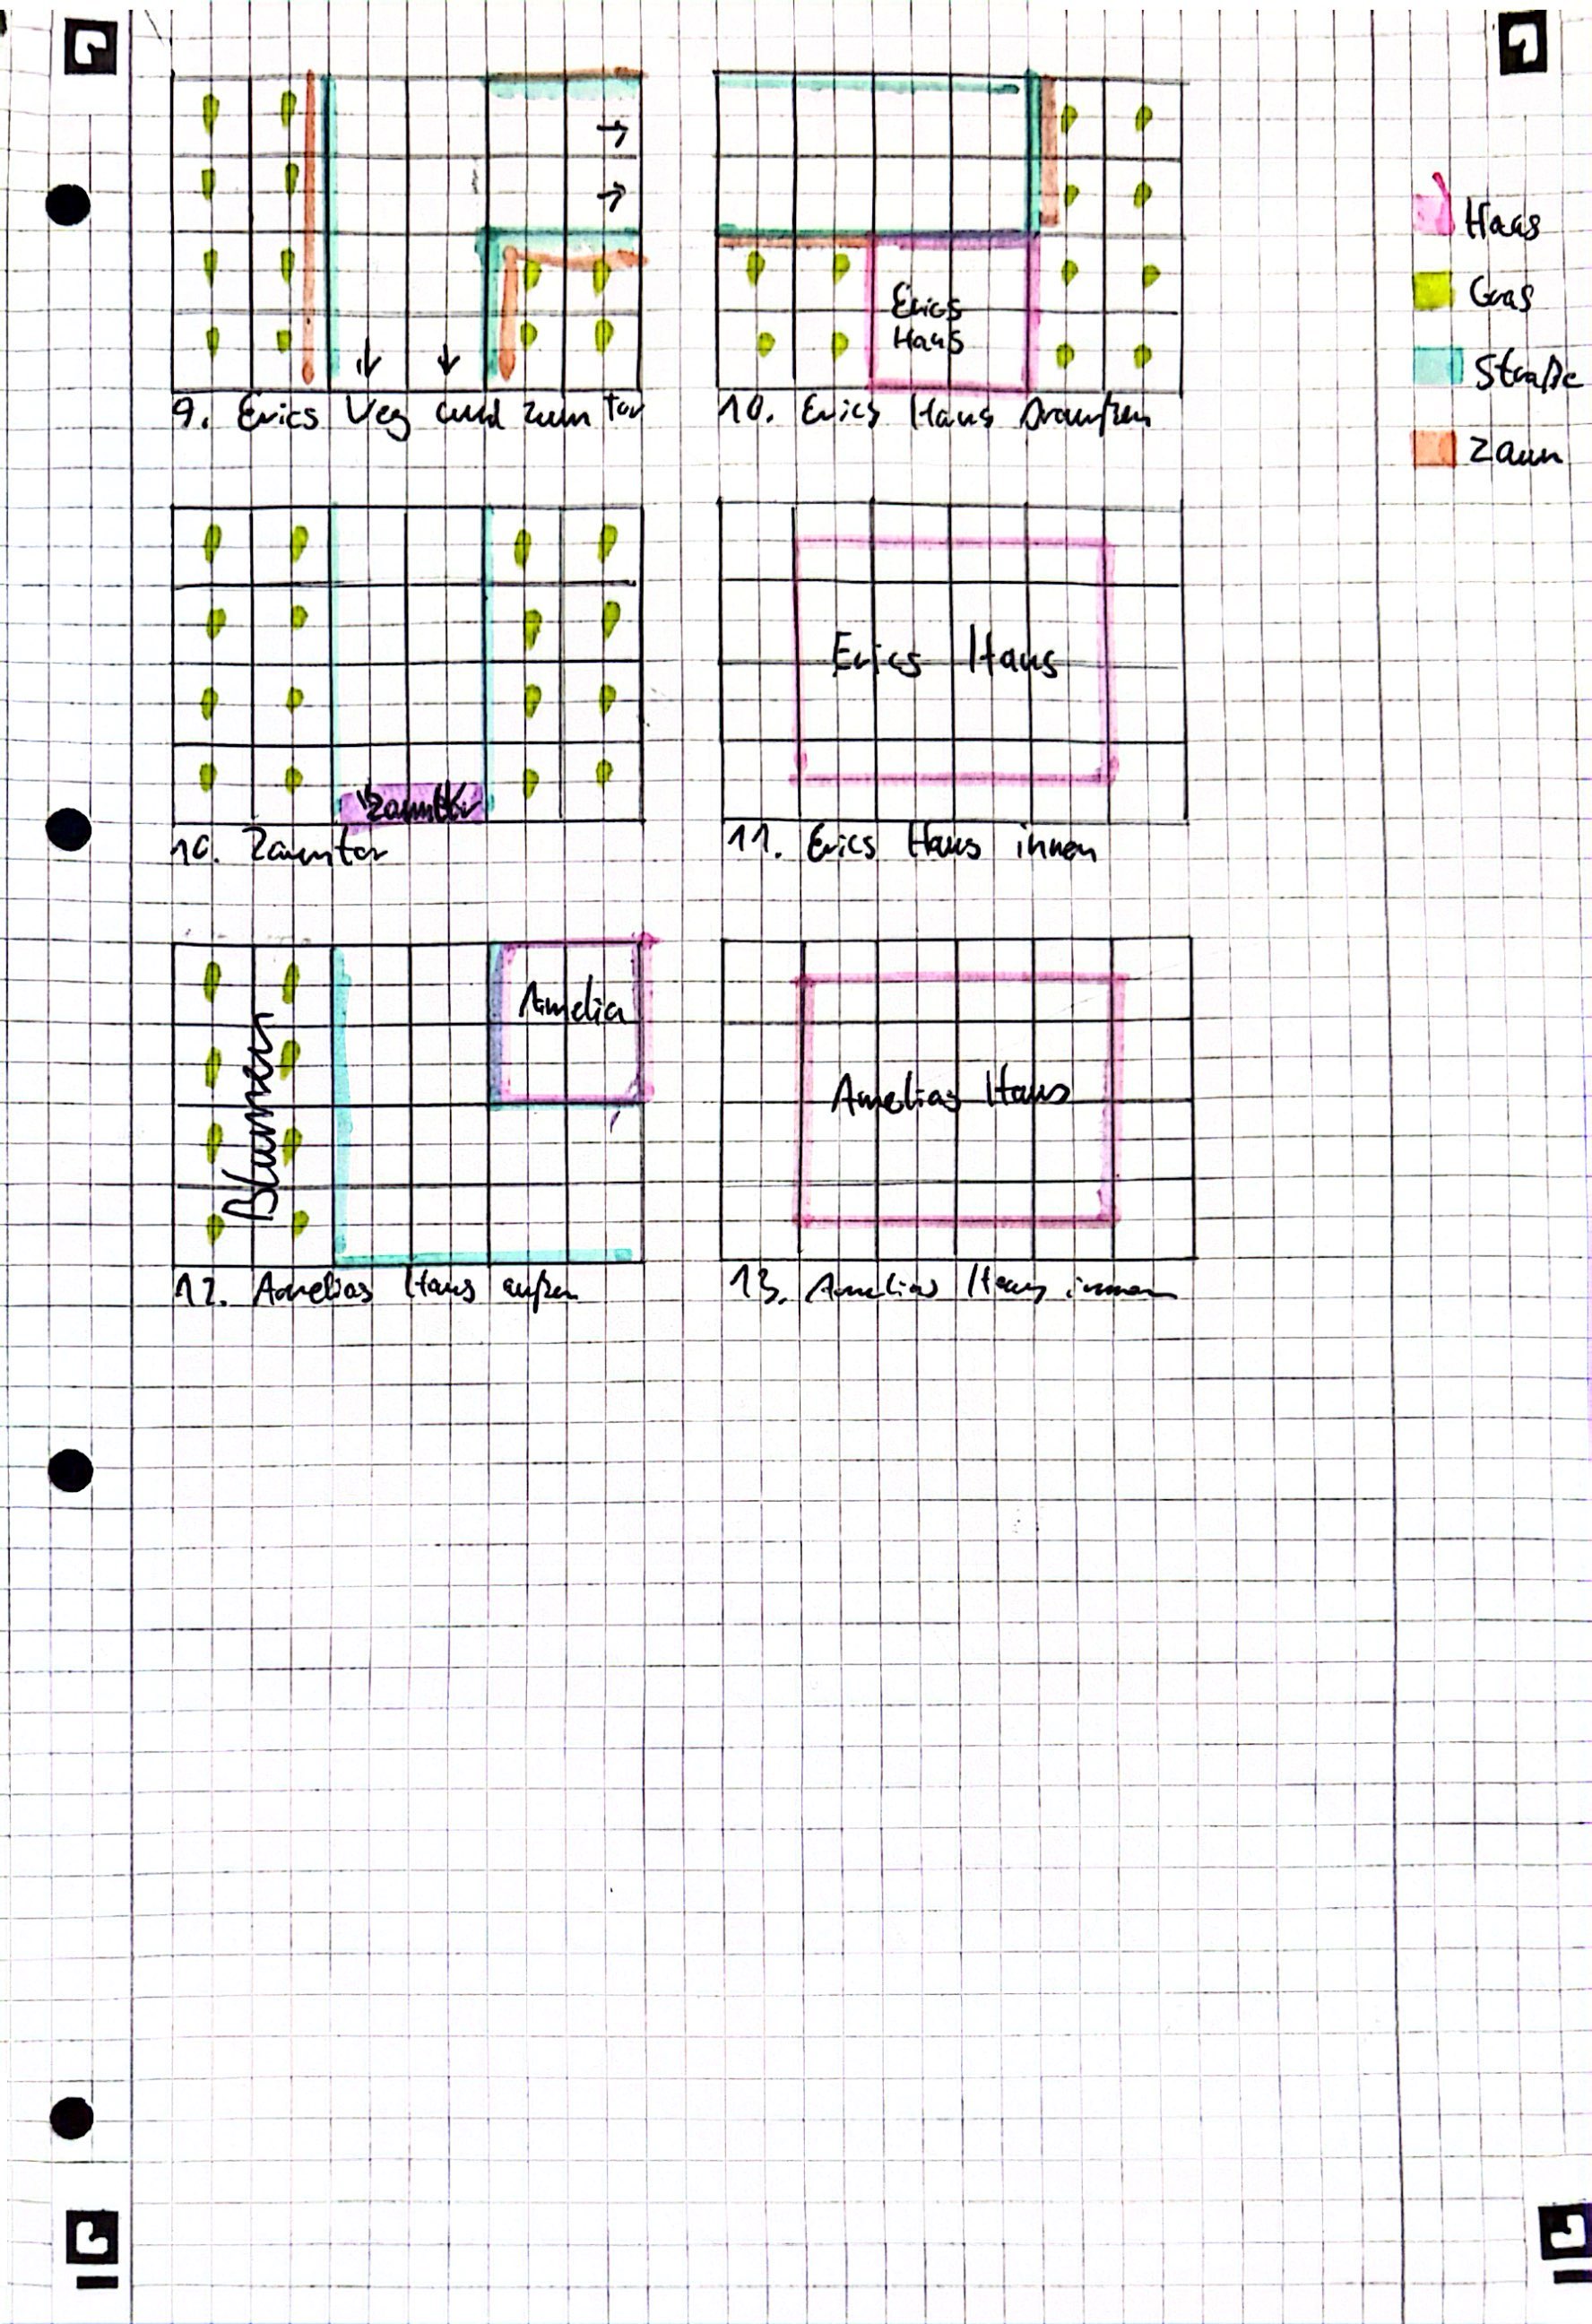 Haus
Gras
Straße
Zaun
Erics
Haus
9. Erics Weg und zum Tor
10. Erics Haus Draußen
Erics Haus
Zauntor
10. Zauntor
11. Erics Haus innen
Amelia
Blumen
Amelias Haus
12. Amelias Haus außen
13. Amelias Haus innen